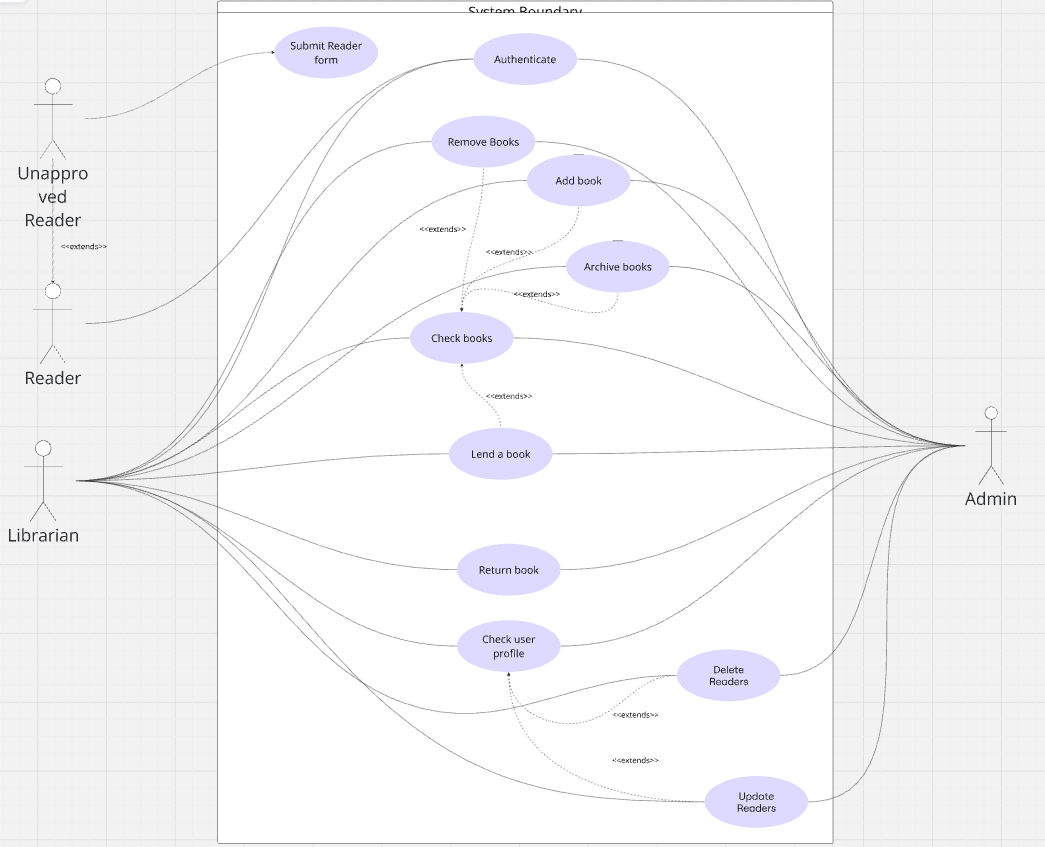 System Boundary
Submit Reader
form
Authenticate
Remove Books
Add book
Unappro
ved
Reader
<<extends>>
<<extends>>
<<extends>>
Archive books
<<extends>>
Check books
Reader
<<extends>>
Lend a book
Librarian
Admin
Return book
Check user
profile
Delete
Readers
<<extends>>
<<extends>>
Update
Readers